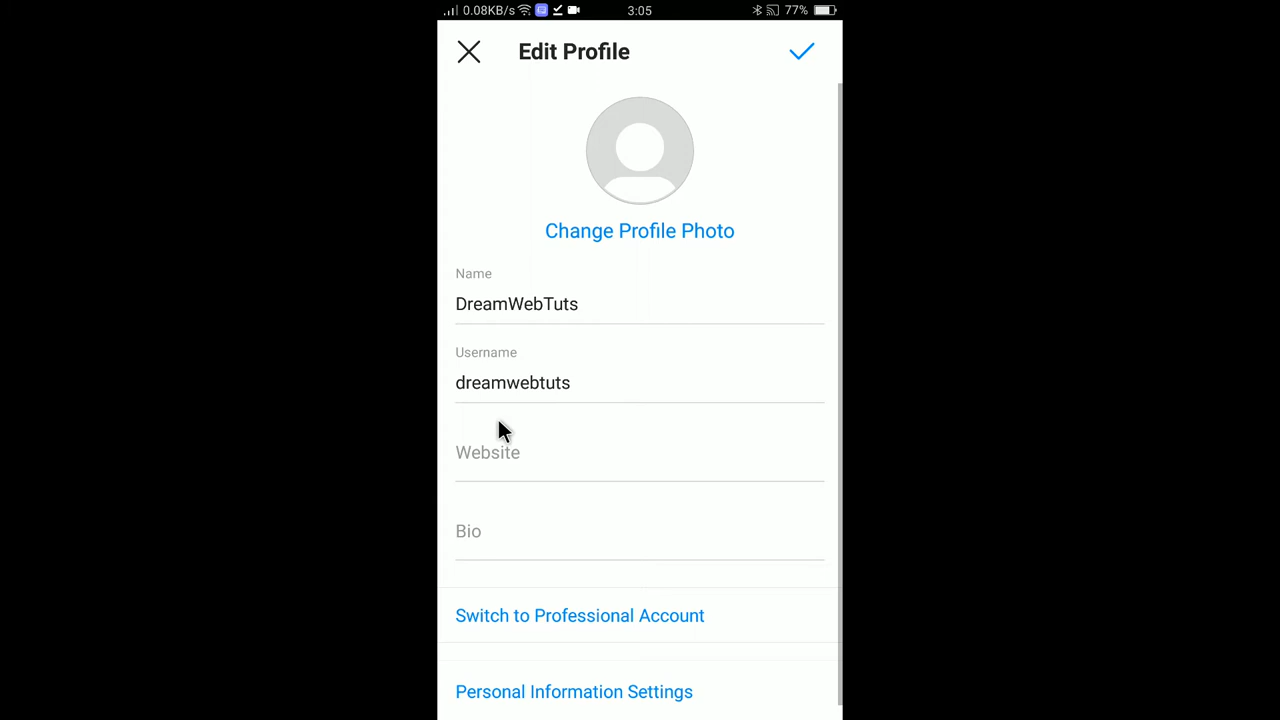 0.08KB/s 3:05 77%
Edit Profile
Change Profile Photo
Name
DreamWebTuts
Username
dreamwebtuts
Website
Bio
Switch to Professional Account
Personal Information Settings